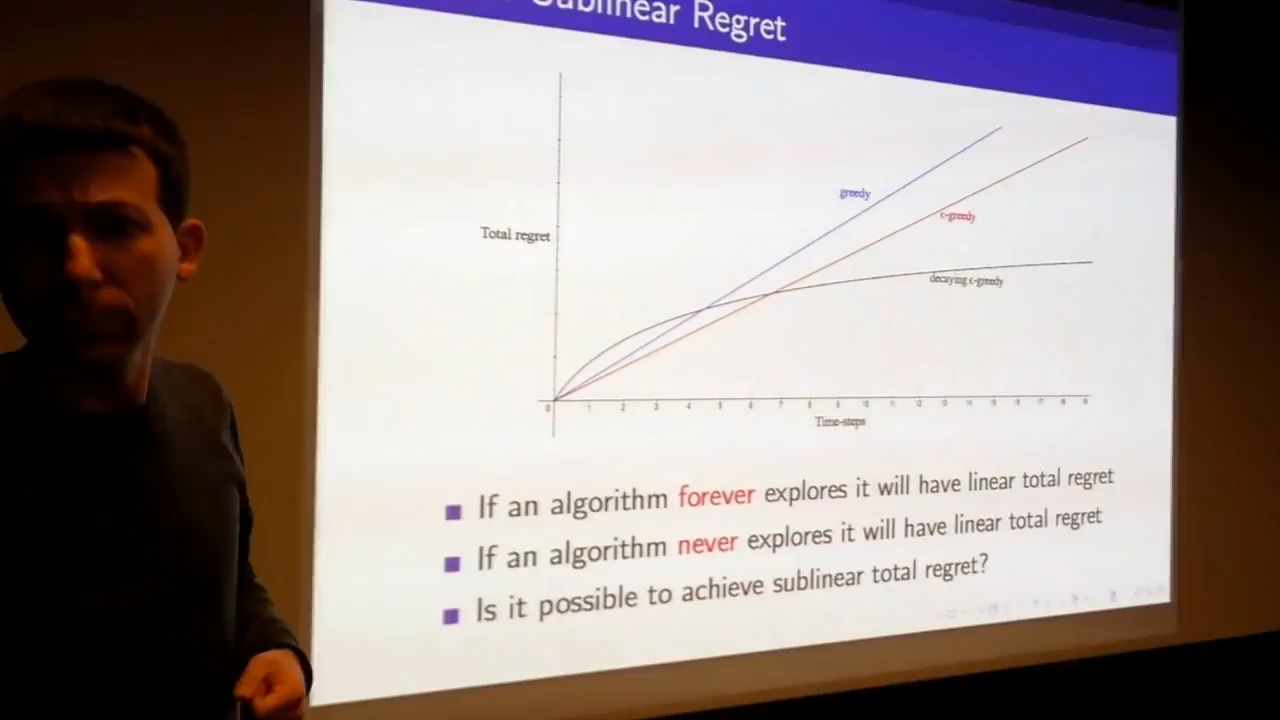 Sublinear Regret
greedy
ϵ-greedy
Total regret
decaying ϵ-greedy
0 1 2 3 4 5 6 7 8 9 10 11 12 13 14 15 16 17 18 19
Time-steps
If an algorithm forever explores it will have linear total regret
If an algorithm never explores it will have linear total regret
Is it possible to achieve sublinear total regret?